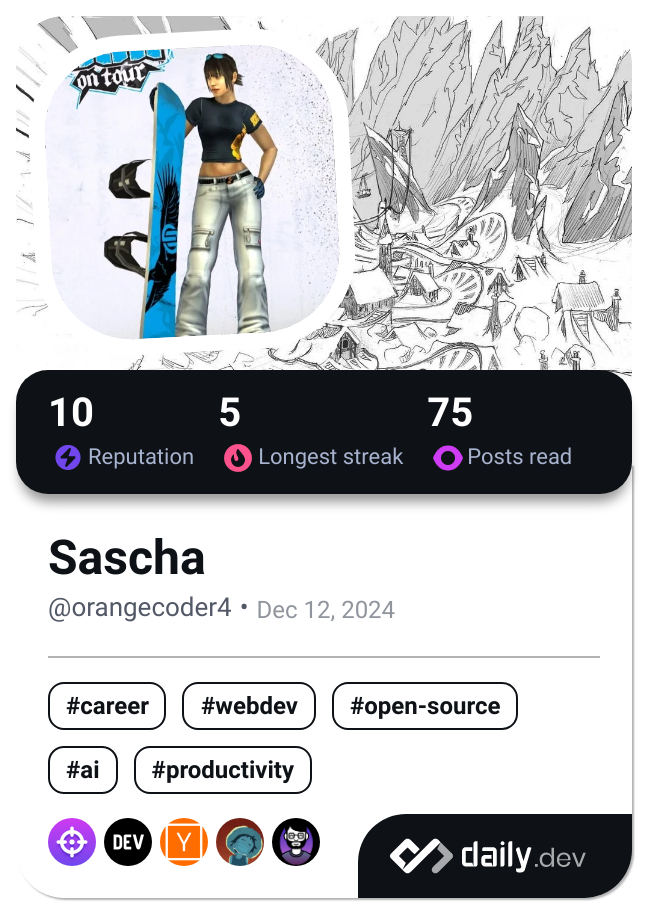 on tour
10
5
75
Reputation
Longest streak
Posts read
Sascha
@orangecoder4 • Dec 12, 2024
#career
#webdev
#open-source
#ai
#productivity
DEV
Y
daily.dev